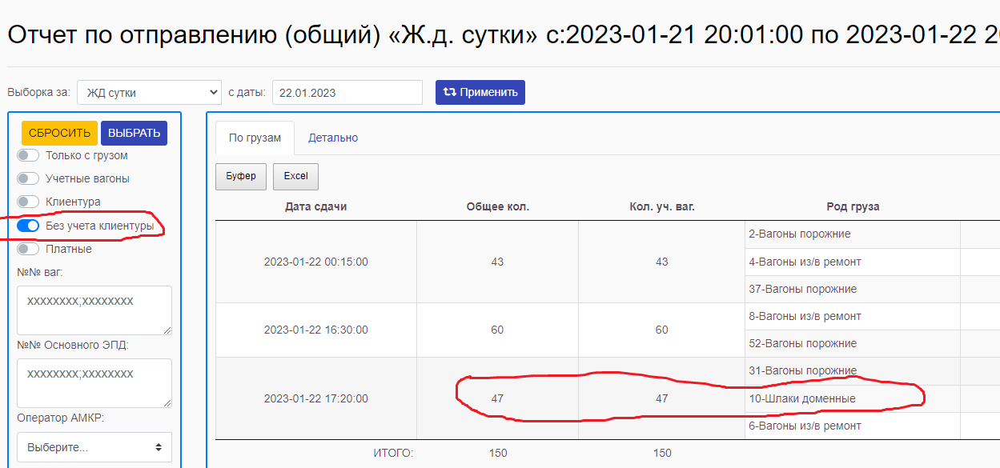 Отчет по отправлению (общий) «Ж.д. сутки» с:2023-01-21 20:01:00 по 2023-01-22
Выборка за: ЖД сутки с даты: 22.01.2023 Применить
СБРОСИТЬ ВЫБРАТЬ
Только с грузом
Учетные вагоны
Клиентура
Без учета клиентуры
Платные
№№ ваг:
XXXXXXXX;XXXXXXXX
№№ Основного ЭПД:
XXXXXXXX;XXXXXXXX
Оператор АМКР:
Выберите...
По грузам Детально
Буфер Excel
Дата сдачи Общее кол. Кол. уч. ваг. Род груза
2023-01-22 00:15:00 43 43
2-Вагоны порожние
4-Вагоны из/в ремонт
37-Вагоны порожние
2023-01-22 16:30:00 60 60
8-Вагоны из/в ремонт
52-Вагоны порожние
2023-01-22 17:20:00 47 47
31-Вагоны порожние
10-Шлаки доменные
6-Вагоны из/в ремонт
ИТОГО: 150 150